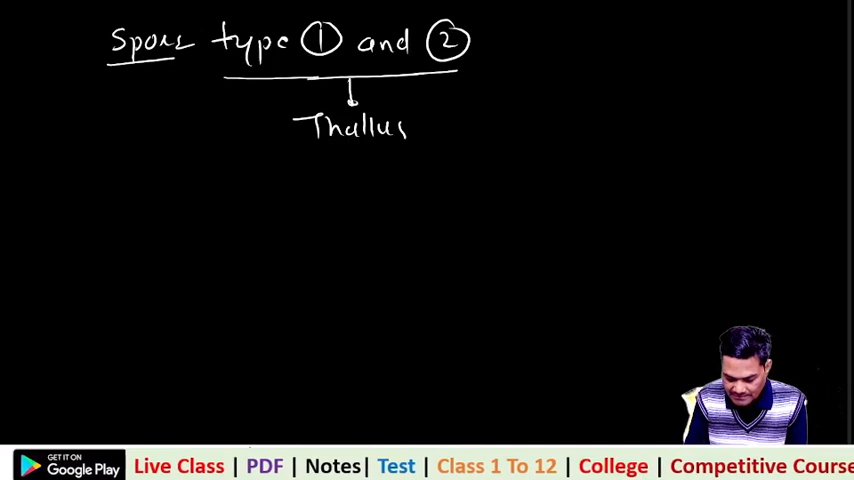 Spore type ① and ②
Thallus
GET IT ON
Google Play
Live Class | PDF | Notes| Test | Class 1 To 12 | College | Competitive Course